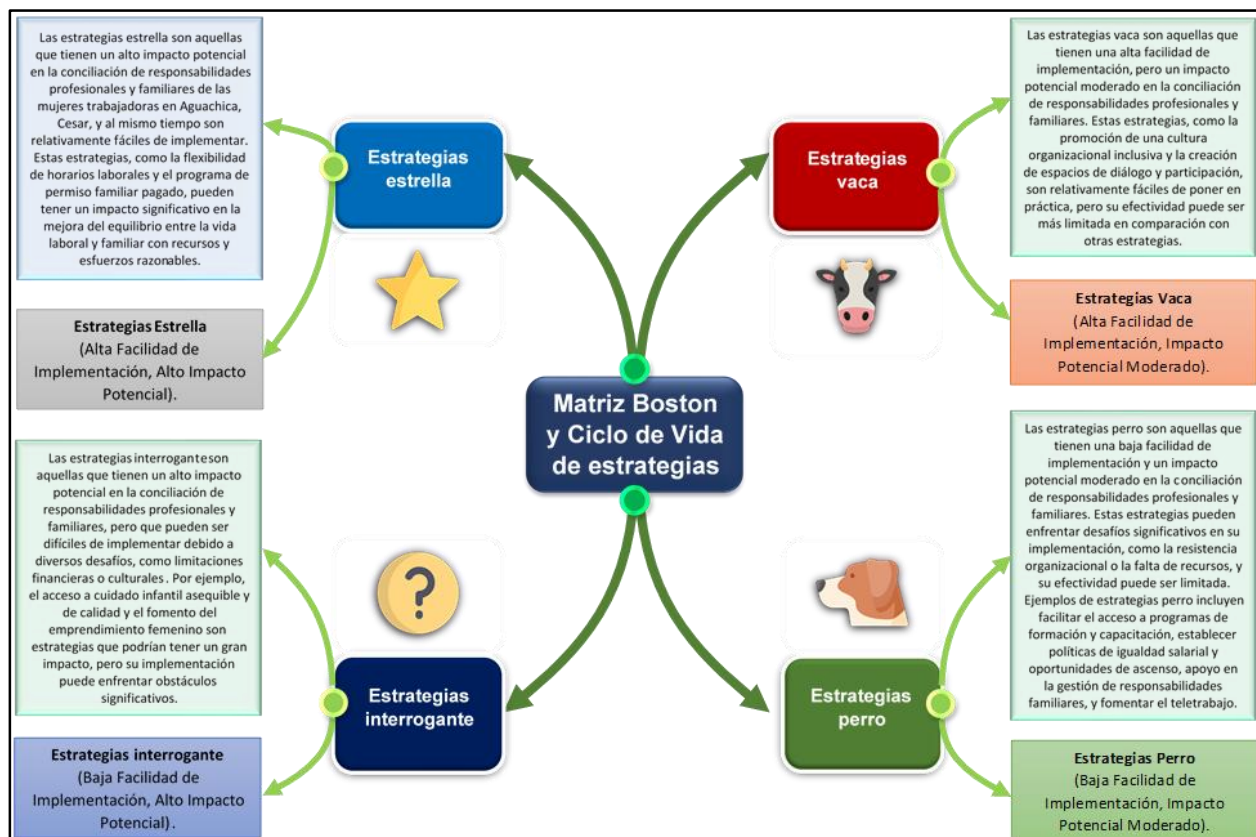 Las estrategias estrella son aquellas
que tienen un alto impacto potencial
en la conciliación de responsabilidades
profesionales y familiares de las
mujeres trabajadoras en Aguachica,
Cesar, y al mismo tiempo son
relativamente fáciles de implementar.
Estas estrategias, como la flexibilidad
de horarios laborales y el programa de
permiso familiar pagado, pueden
tener un impacto significativo en la
mejora del equilibrio entre la vida
laboral y familiar con recursos y
esfuerzos razonables.
Estrategias
estrella
Estrategias Estrella
(Alta Facilidad de
Implementación, Alto Impacto
Potencial).
Estrategias
vaca
Las estrategias vaca son aquellas que
tienen una alta facilidad de
implementación, pero un impacto
potencial moderado en la conciliación
de responsabilidades profesionales y
familiares. Estas estrategias, como la
promoción de una cultura
organizacional inclusiva y la creación
de espacios de diálogo y participación,
son relativamente fáciles de poner en
práctica, pero su efectividad puede ser
más limitada en comparación con
otras estrategias.
Estrategias Vaca
(Alta Facilidad de
Implementación, Impacto
Potencial Moderado).
Matriz Boston
y Ciclo de Vida
de estrategias
Las estrategias interrogante son
aquellas que tienen un alto impacto
potencial en la conciliación de
responsabilidades profesionales y
familiares, pero que pueden ser
difíciles de implementar debido a
diversos desafíos, como limitaciones
financieras o culturales. Por ejemplo,
el acceso a cuidado infantil asequible y
de calidad y el fomento del
emprendimiento femenino son
estrategias que podrían tener un gran
impacto, pero su implementación
puede enfrentar obstáculos
significativos.
?
Estrategias
interrogante
Estrategias interrogante
(Baja Facilidad de
Implementación, Alto Impacto
Potencial).
Estrategias
perro
Las estrategias perro son aquellas que
tienen una baja facilidad de
implementación y un impacto
potencial moderado en la conciliación
de responsabilidades profesionales y
familiares. Estas estrategias pueden
enfrentar desafíos significativos en su
implementación, como la resistencia
organizacional o la falta de recursos, y
su efectividad puede ser limitada.
Ejemplos de estrategias perro incluyen
facilitar el acceso a programas de
formación y capacitación, establecer
políticas de igualdad salarial y
oportunidades de ascenso, apoyo en
la gestión de responsabilidades
familiares, y fomentar el teletrabajo.
Estrategias Perro
(Baja Facilidad de
Implementación, Impacto
Potencial Moderado).